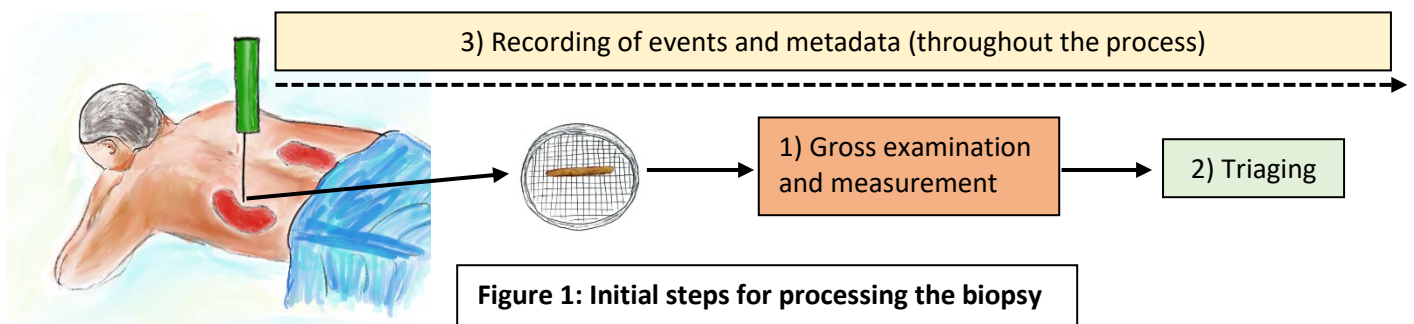 3) Recording of events and metadata (throughout the process)
1) Gross examination
and measurement
2) Triaging
Figure 1: Initial steps for processing the biopsy